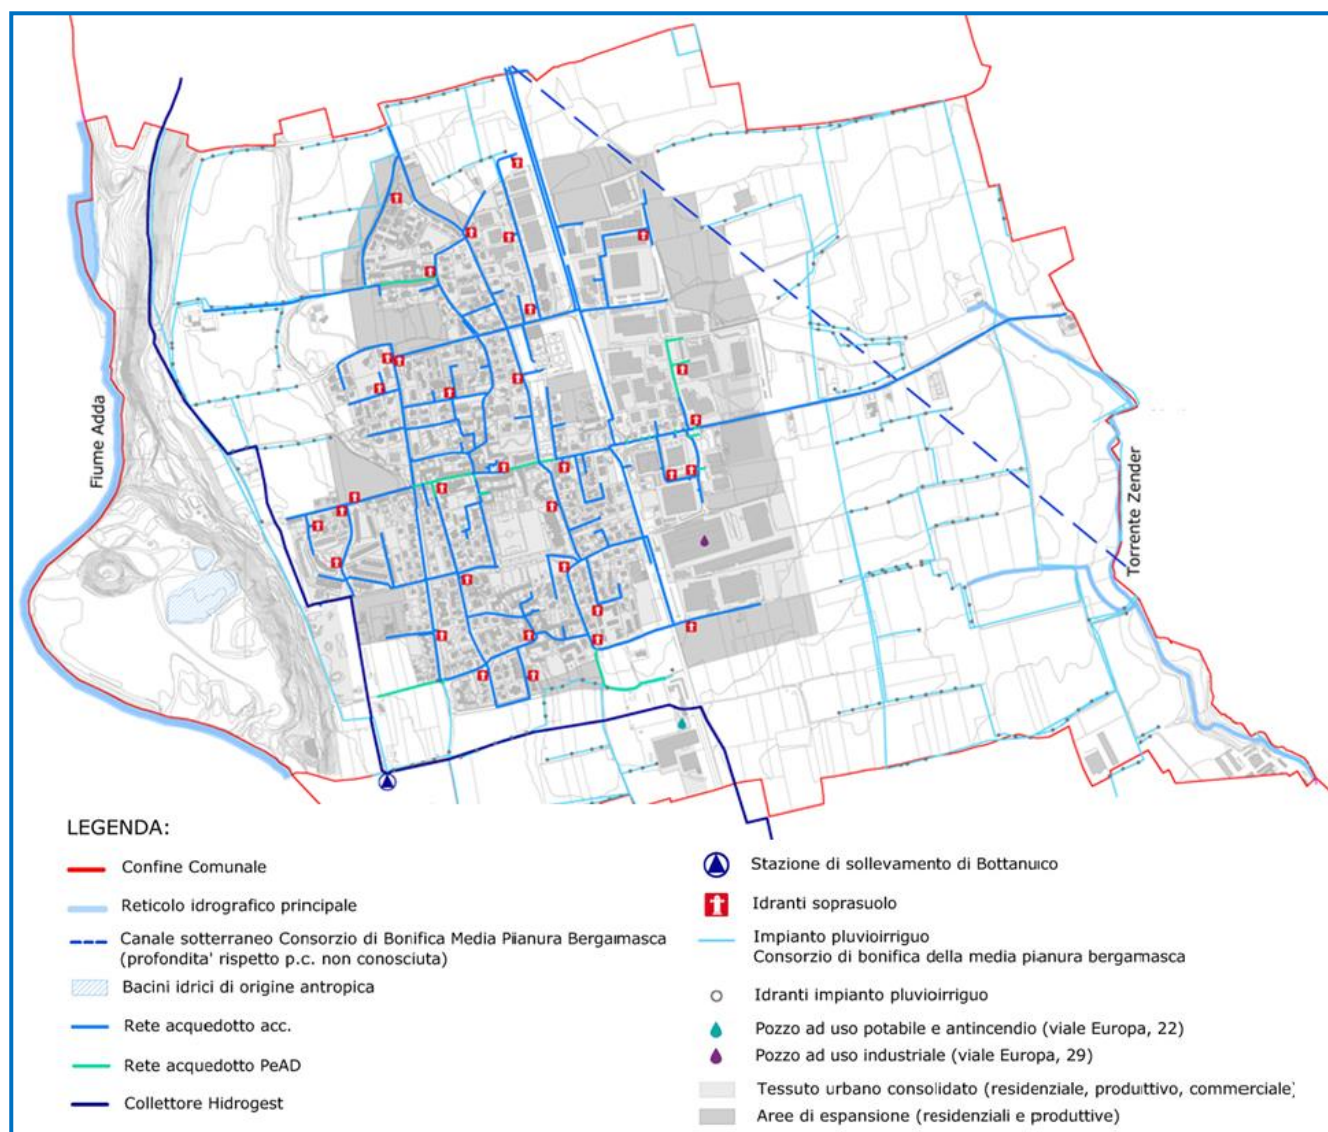 Fiume Adda
Torrente Zender
LEGENDA:
Confine Comunale
Reticolo idrografico principale
Canale sotterraneo Consorzio di Bonifica Media Piianura Bergamasca
(profondita' rispetto p.c. non conosciuta)
Bacini idrici di origine antropica
Rete acquedotto acc.
Rete acquedotto PeAD
Collettore Hidrogest
Stazione di sollevamento di Bottanuico
Idranti soprasuolo
Impianto pluvioirriguo
Consorzio di bonifica della media pianura bergamasca
Idranti impianto pluvioirriguo
Pozzo ad uso potabile e antincendio (viale Europa, 22)
Pozzo ad uso industriale (viale Europa, 29)
Tessuto urbano consolidato (residenziale, produttivo, commerciale)
Aree di espansione (residenziali e produttive)